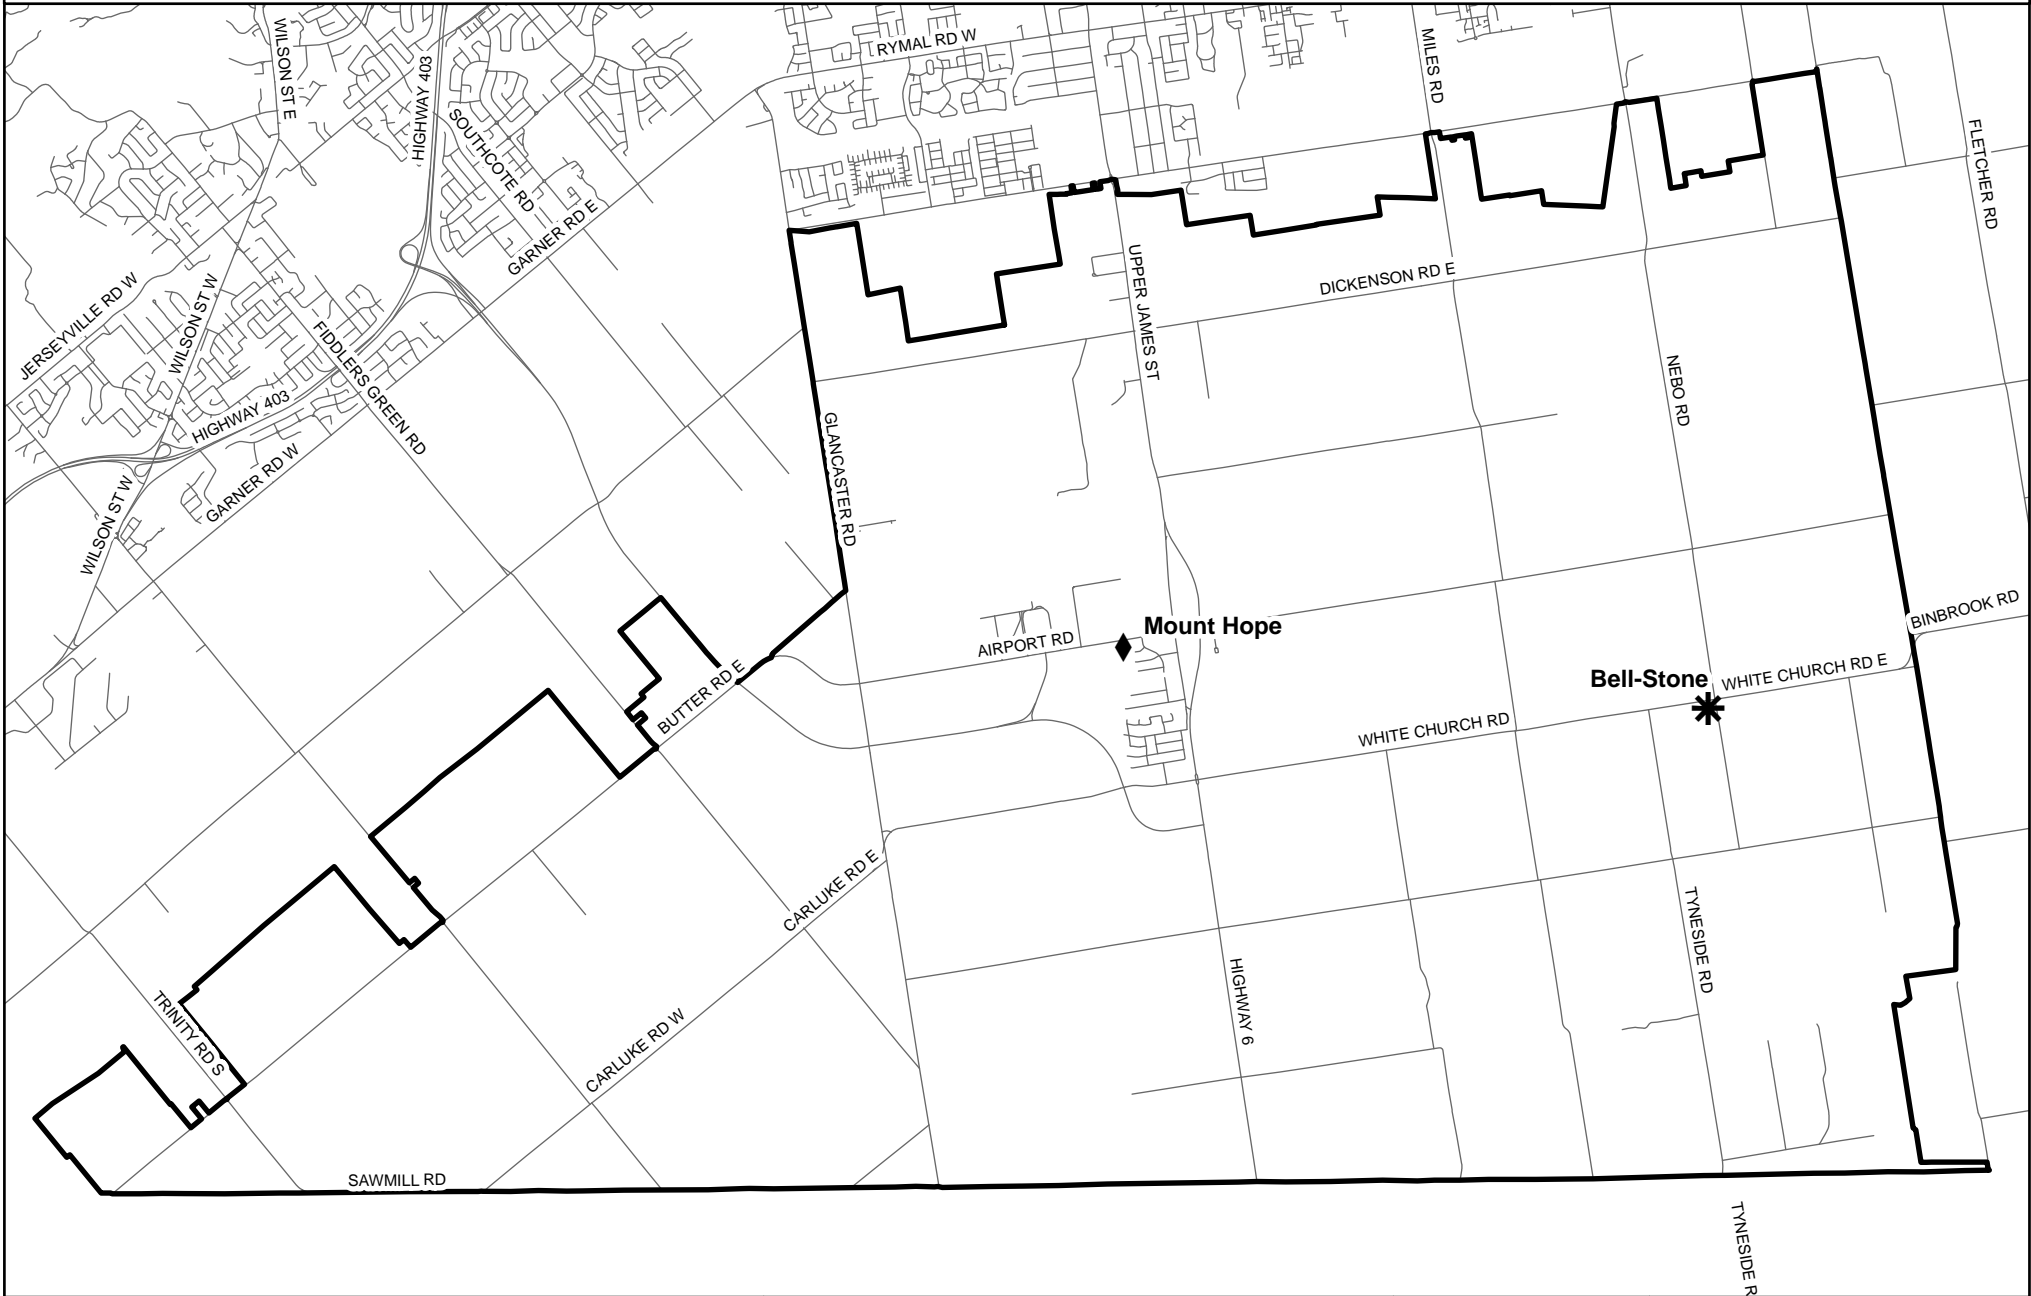 WILSON ST E
HIGHWAY 403
SOUTHCOTE RD
GARNER RD E
RYMAL RD W
MILES RD
FLETCHER RD
JERSEYVILLE RD W
WILSON ST W
FIDDLERS GREEN RD
HIGHWAY 403
GARNER RD W
WILSON ST W
UPPER JAMES ST
DICKENSON RD E
NEBO RD
GLANCASTER RD
BINBROOK RD
AIRPORT RD
Mount Hope
Bell-Stone
WHITE CHURCH RD E
BUTTER RD E
WHITE CHURCH RD
CARLUKE RD E
TYNESIDE RD
HIGHWAY 6
TRINITY RD S
CARLUKE RD W
SAWMILL RD
TYNESIDE R